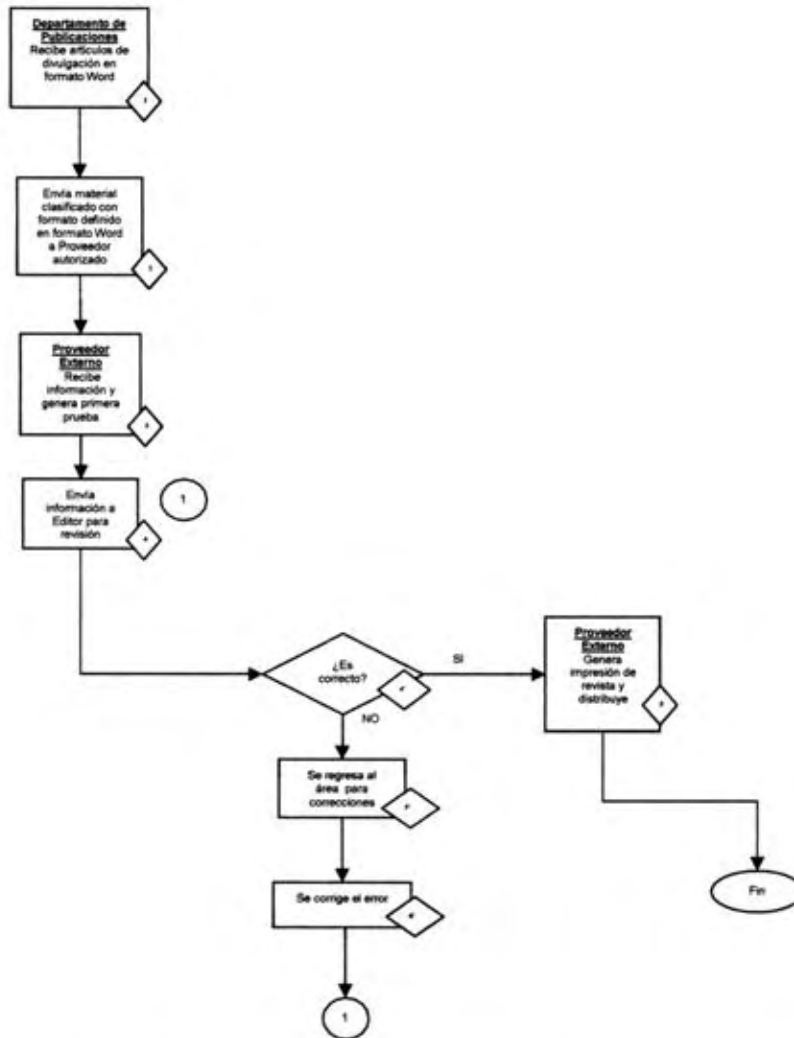 Departamento de
Publicaciones
Recibe artículos de
divulgación en
formato Word
Envía material
clasificado con
formato definido
en formato Word
a Proveedor
autorizado
Proveedor
Externo
Recibe
información y
genera primera
prueba
Envía
información a
Editor para
revisión
1
¿Es
correcto?
SI
NO
Proveedor
Externo
Genera
impresión de
revista y
distribuye
Se regresa al
área para
correcciones
Se corrige el error
Fin
1